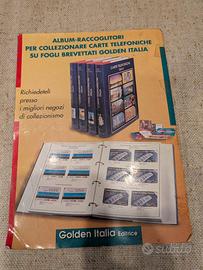 ALBUM-RACCOGLITORI
PER COLLEZIONARE CARTE TELEFONICHE
SU FOGLI BREVETTATI GOLDEN ITALIA
Richiedeteli
presso
i migliori negozi
di collezionismo
Golden Italia Editrice
subito